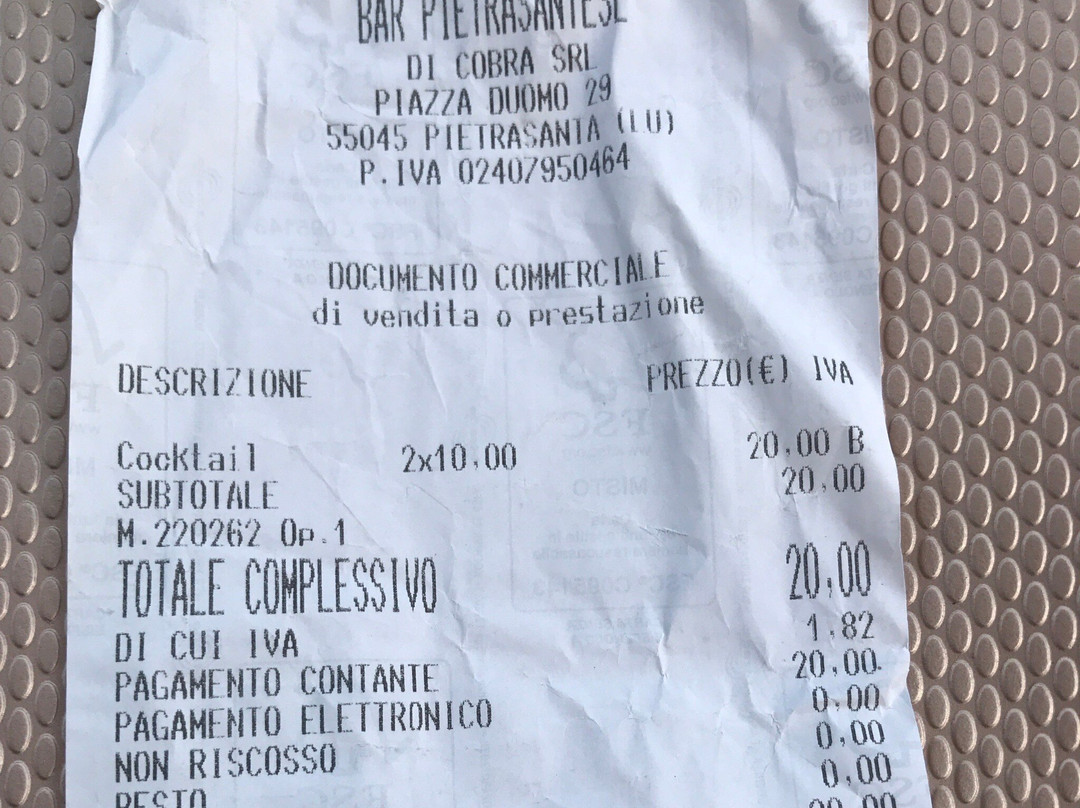 BAR PIETRASANTESE
DI COBRA SRL
PIAZZA DUOMO 29
55045 PIETRASANTA (LU)
P.IVA 02407950464
DOCUMENTO COMMERCIALE
di vendita o prestazione
DESCRIZIONE PREZZO(€) IVA
Cocktail 2x10,00 20,00 B
SUBTOTALE 20,00
M.220262 Op.1
TOTALE COMPLESSIVO 20,00
DI CUI IVA 1,82
PAGAMENTO CONTANTE 20,00
PAGAMENTO ELETTRONICO 0,00
NON RISCOSSO 0,00
RESTO 0,00